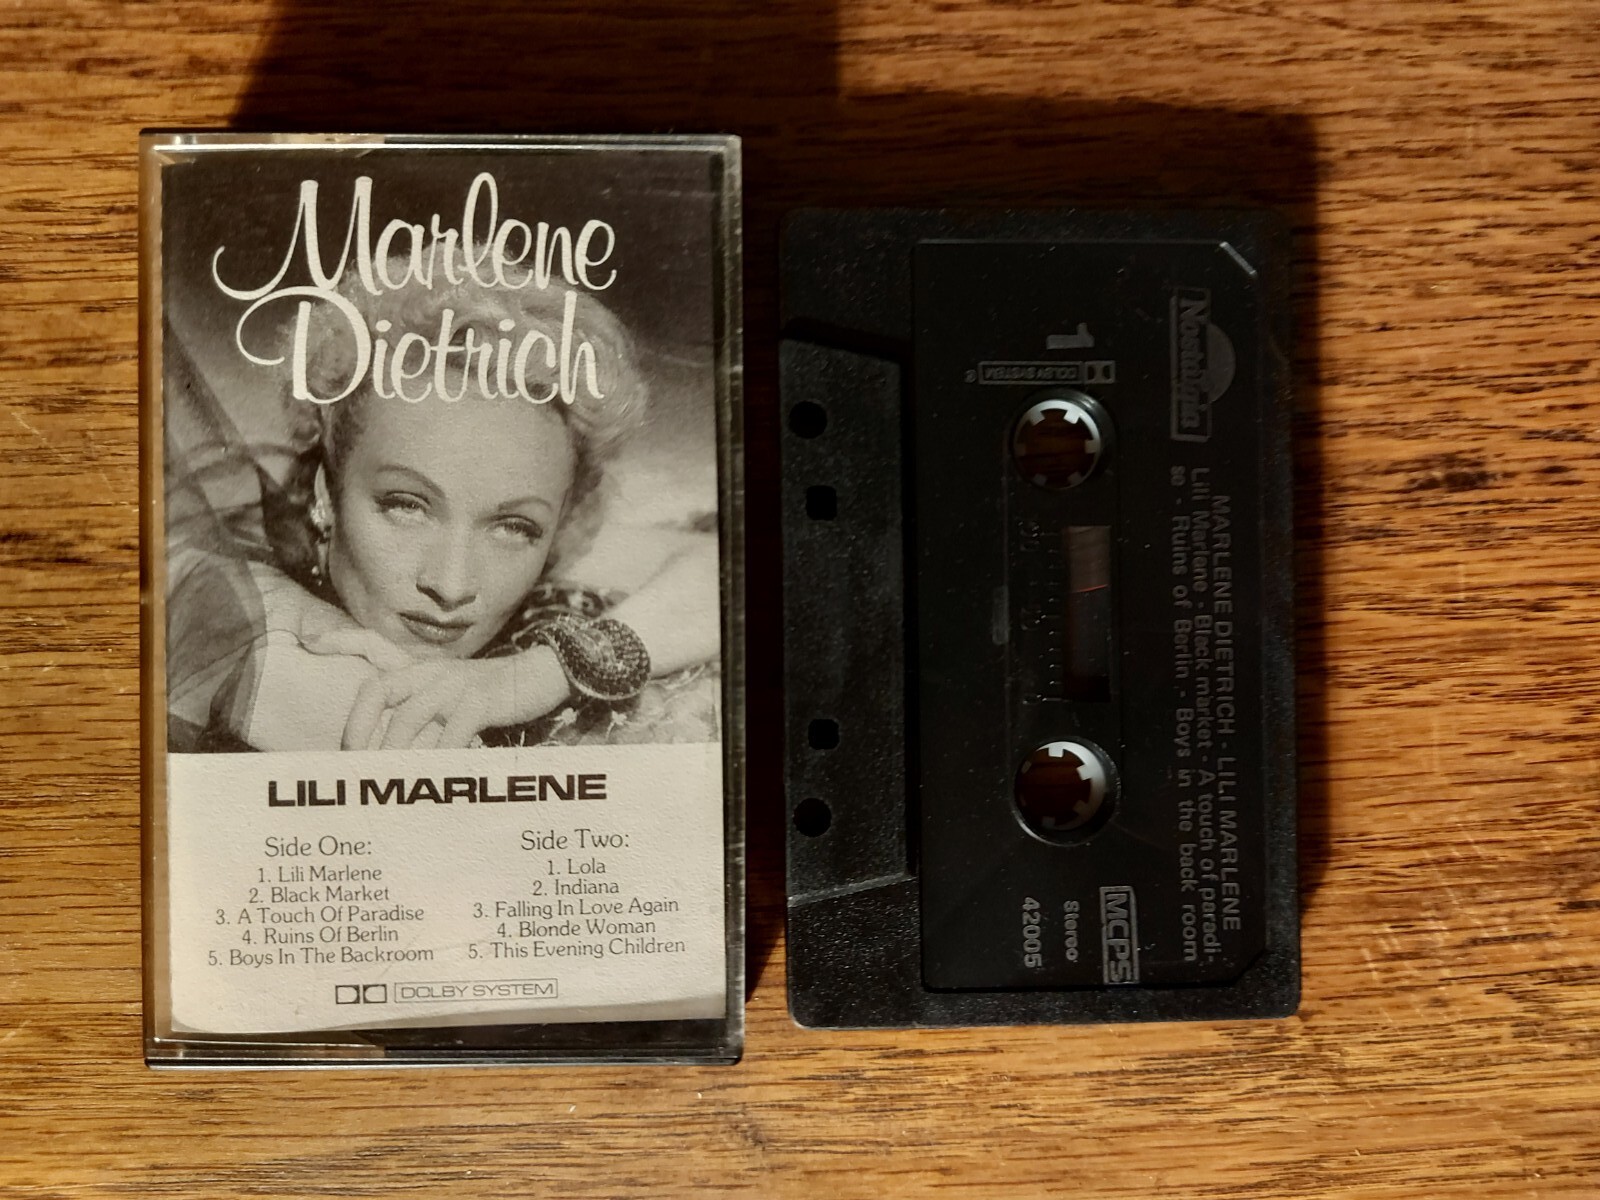 Marlene
Dietrich
LILI MARLENE
Side One:
1. Lili Marlene
2. Black Market
3. A Touch Of Paradise
4. Ruins Of Berlin
5. Boys In The Backroom
Side Two:
1. Lola
2. Indiana
3. Falling In Love Again
4. Blonde Woman
5. This Evening Children
DOLBY SYSTEM
Nostalgia
MARLENE DIETRICH - LILI MARLENE
Lili Marlene - Black market - A touch of paradi-
se - Ruins of Berlin - Boys in the back room
1
DOLBY SYSTEM ®
MCPS
Stereo
42005